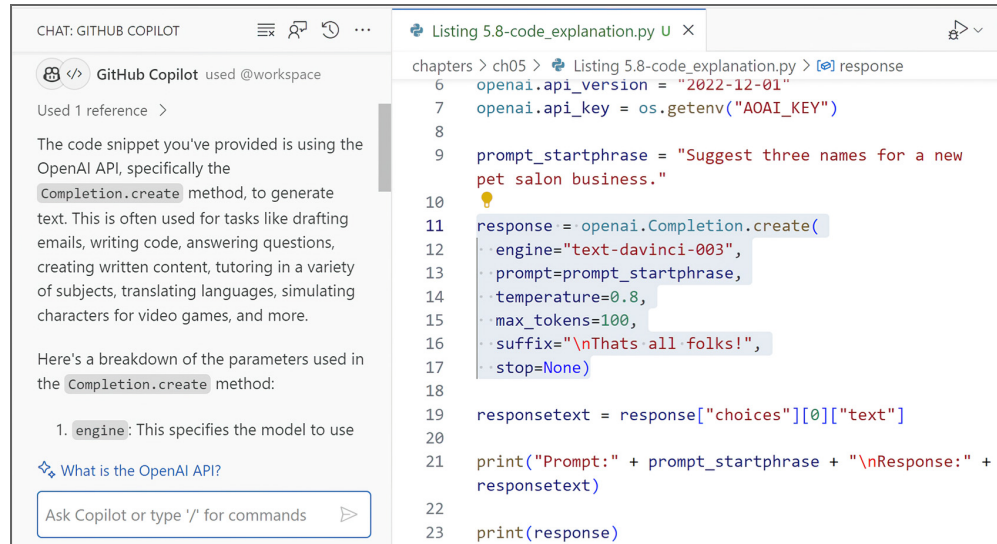 CHAT: GITHUB COPILOT
GitHub Copilot used @workspace
Used 1 reference >
The code snippet you've provided is using the
OpenAI API, specifically the
Completion.create method, to generate
text. This is often used for tasks like drafting
emails, writing code, answering questions,
creating written content, tutoring in a variety
of subjects, translating languages, simulating
characters for video games, and more.
Here's a breakdown of the parameters used in
the Completion.create method:
1. engine: This specifies the model to use
What is the OpenAI API?
Ask Copilot or type '/' for commands
Listing 5.8-code_explanation.py U ×
chapters > ch05 > Listing 5.8-code_explanation.py > response
6 openai.api_version = "2022-12-01"
7 openai.api_key = os.getenv("AOAI_KEY")
8
9 prompt_startphrase = "Suggest three names for a new
pet salon business."
10
11 response = openai.Completion.create(
12 engine="text-davinci-003",
13 prompt=prompt_startphrase,
14 temperature=0.8,
15 max_tokens=100,
16 suffix="\nThats all folks!",
17 stop=None)
18
19 responsetext = response["choices"][0]["text"]
20
21 print("Prompt:" + prompt_startphrase + "\nResponse:" +
responsetext)
22
23 print(response)